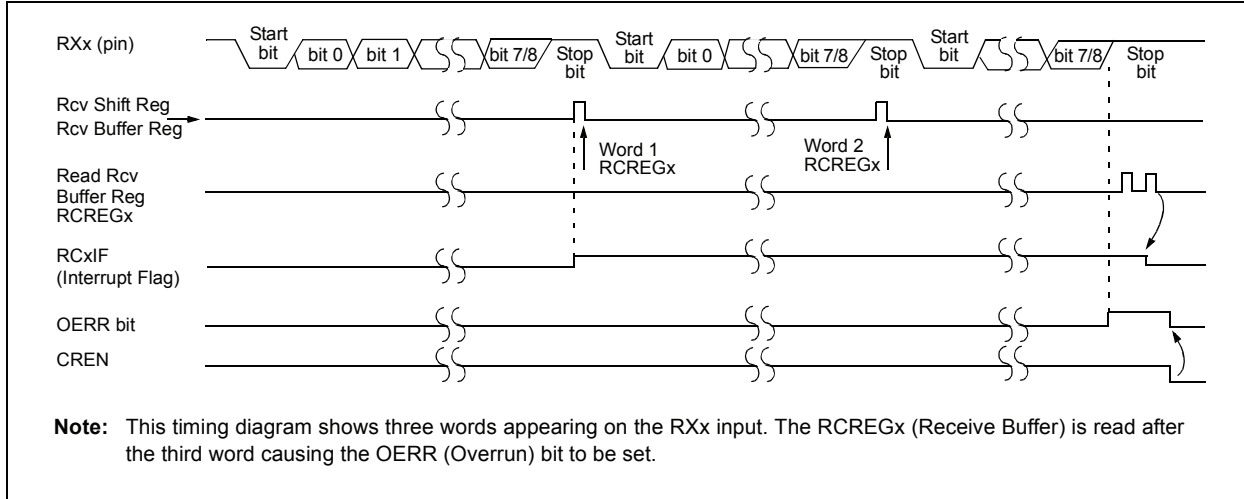 RXx (pin)
Start bit
bit 0
bit 1
bit 7/8
Stop bit
Start bit
bit 0
bit 7/8
Stop bit
Start bit
bit 7/8
Stop bit
Rcv Shift Reg
Rcv Buffer Reg
Word 1
RCREGx
Word 2
RCREGx
Read Rcv
Buffer Reg
RCREGx
RCxIF
(Interrupt Flag)
OERR bit
CREN
Note: This timing diagram shows three words appearing on the RXx input. The RCREGx (Receive Buffer) is read after
the third word causing the OERR (Overrun) bit to be set.